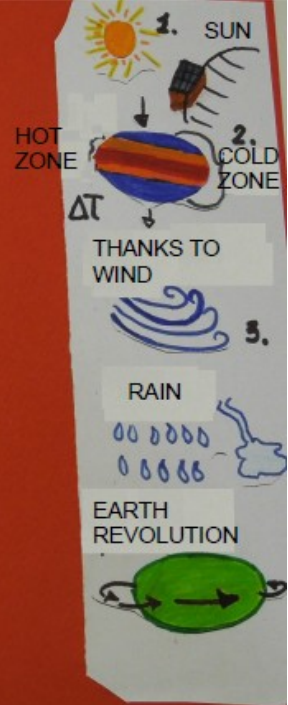 1.
SUN
HOT
ZONE
2.
COLD
ZONE
ΔT
THANKS TO
WIND
3.
RAIN
EARTH
REVOLUTION